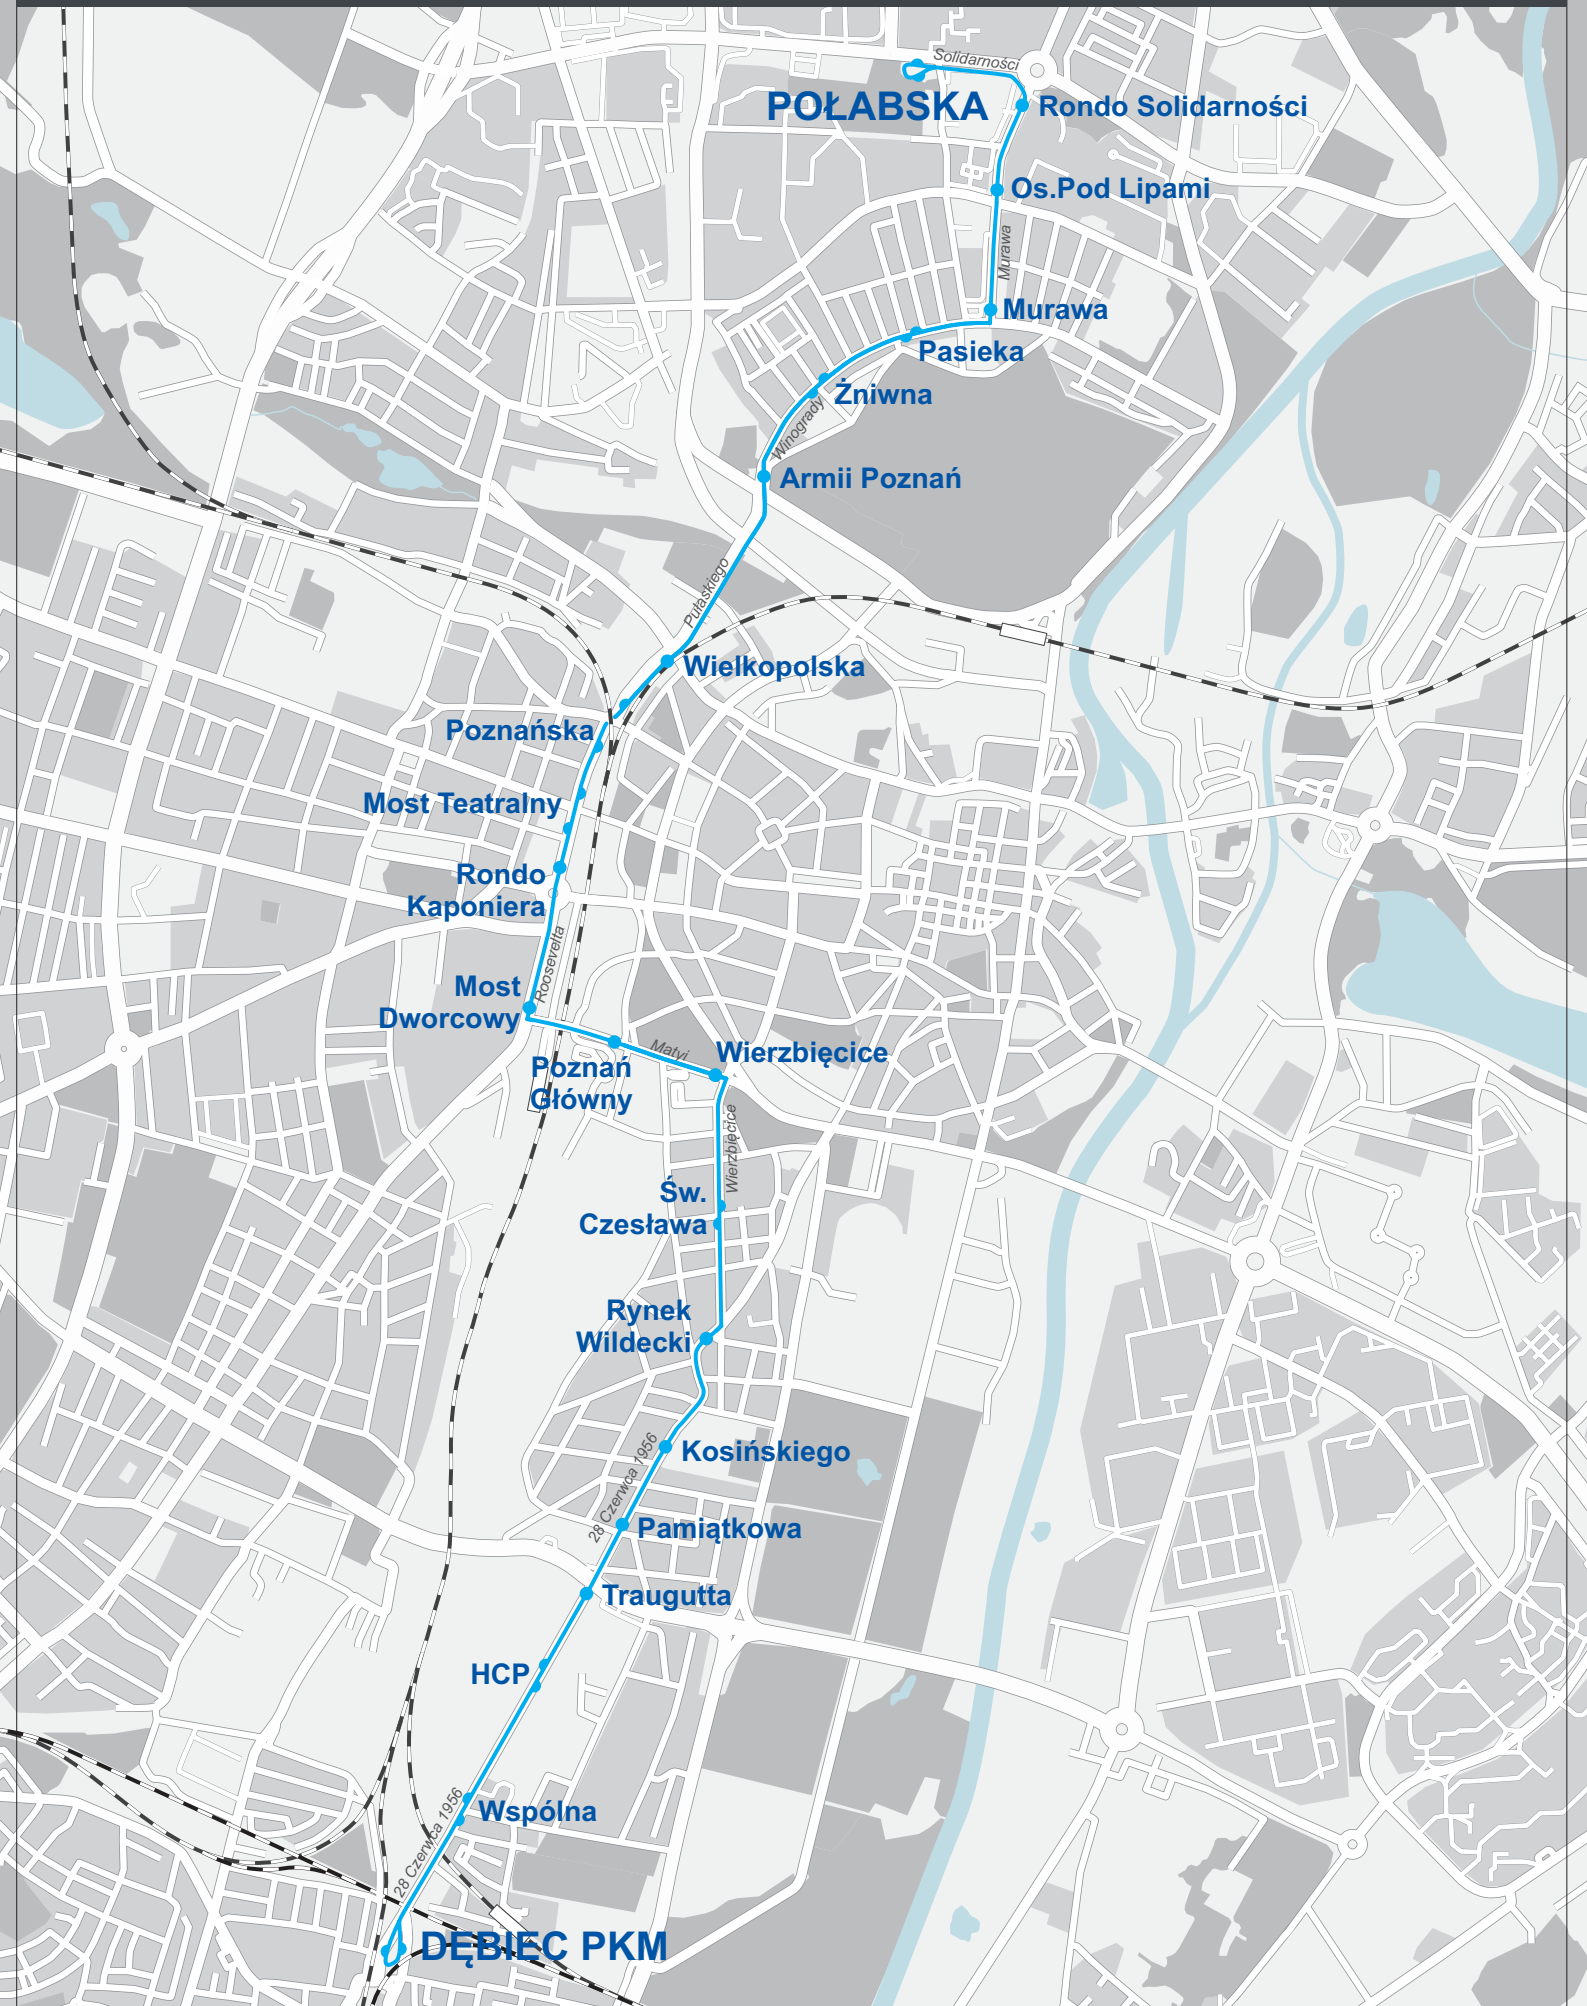 Solidarności
POŁABSKA
Rondo Solidarności
Os.Pod Lipami
Murawa
Murawa
Pasieka
Żniwna
Winogrady
Armii Poznań
Pułaskiego
Wielkopolska
Poznańska
Most Teatralny
Rondo
Kaponiera
Roosevelta
Most
Dworcowy
Matyi
Wierzbięcice
Poznań
Główny
Wierzbięcice
Św.
Czesława
Rynek
Wildecki
28 Czerwca 1956
Kosińskiego
Pamiątkowa
Traugutta
HCP
28 Czerwca 1956
Wspólna
DĘBIEC PKM